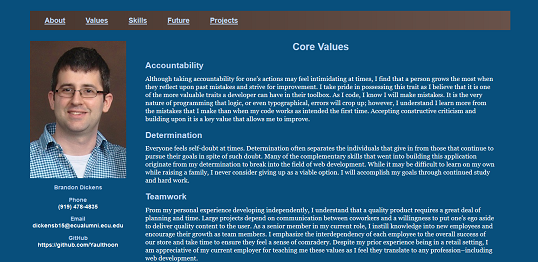 About Values Skills Future Projects
Core Values
Accountability
Although taking accountability for one's actions may feel intimidating at times, I find that a person grows the most when
they reflect upon past mistakes and strive for improvement. I take pride in possessing this trait as I believe that it is one
of the more valuable traits a developer can have in their toolbox. As I code, I know I will make mistakes. It is the very
nature of programming that logic, or even typographical, errors will crop up; however, I understand I learn more from
the mistakes that I make than when my code works as intended the first time. Accepting constructive criticism and
building upon it is a key value that allows me to improve.
Determination
Everyone feels self-doubt at times. Determination often separates the individuals that give in from those that continue to
pursue their goals in spite of such doubt. Many of the complementary skills that went into building this application
originate from my determination to break into the field of web development. While it may be difficult to learn on my own
while raising a family, I never consider giving up as a viable option. I will accomplish my goals through continued study
and hard work.
Teamwork
From my personal experience developing independently, I understand that a quality product requires a great deal of
planning and time. Large projects depend on communication between coworkers and a willingness to put one's ego aside
to deliver quality content to the user. As a senior member in my current role, I instill knowledge into new employees and
encourage their growth as team members. I emphasize the interdependency of each employee to the overall success of
our store and take time to ensure they feel a sense of comradery. Despite my prior experience being in a retail setting, I
am appreciative of my current employer for teaching me these values as I feel they translate to any profession–including
web development.
Brandon Dickens
Phone
(919) 478-4835
Email
dickensb15@ecualumni.ecu.edu
GitHub
https://github.com/Yaulthoon